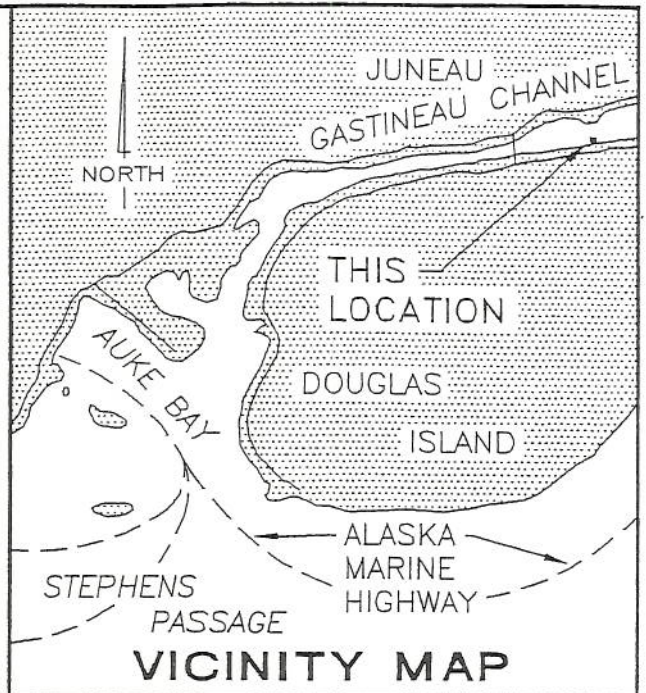 JUNEAU
GASTINEAU CHANNEL
NORTH
THIS
LOCATION
AUKE BAY
DOUGLAS
ISLAND
ALASKA
MARINE
HIGHWAY
STEPHENS
PASSAGE
VICINITY MAP